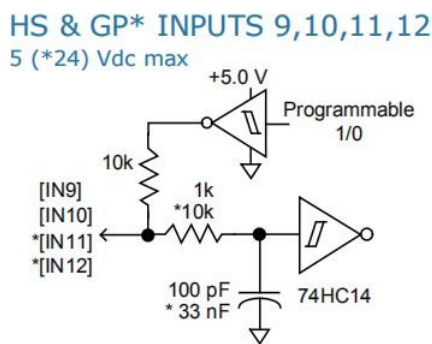 HS & GP* INPUTS 9,10,11,12
5 (*24) Vdc max
+5.0 V
Programmable
1/0
10k
1k
*10k
[IN9]
[IN10]
*[IN11]
*[IN12]
100 pF
* 33 nF
74HC14